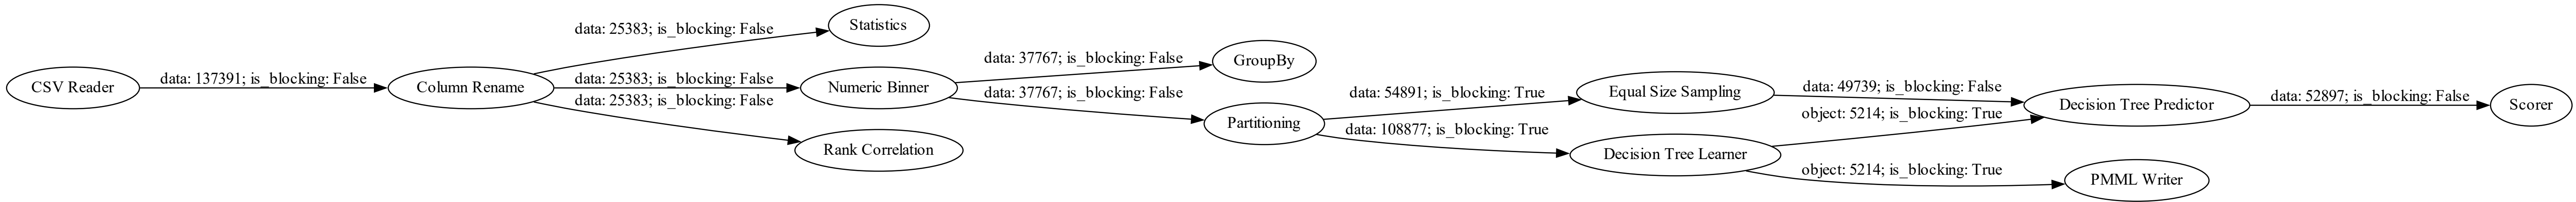 CSV Reader
data: 137391; is_blocking: False
Column Rename
data: 25383; is_blocking: False
data: 25383; is_blocking: False
data: 25383; is_blocking: False
Statistics
Numeric Binner
Rank Correlation
data: 37767; is_blocking: False
data: 37767; is_blocking: False
GroupBy
Partitioning
data: 54891; is_blocking: True
data: 108877; is_blocking: True
Equal Size Sampling
Decision Tree Learner
data: 49739; is_blocking: False
object: 5214; is_blocking: True
object: 5214; is_blocking: True
Decision Tree Predictor
PMML Writer
data: 52897; is_blocking: False
Scorer